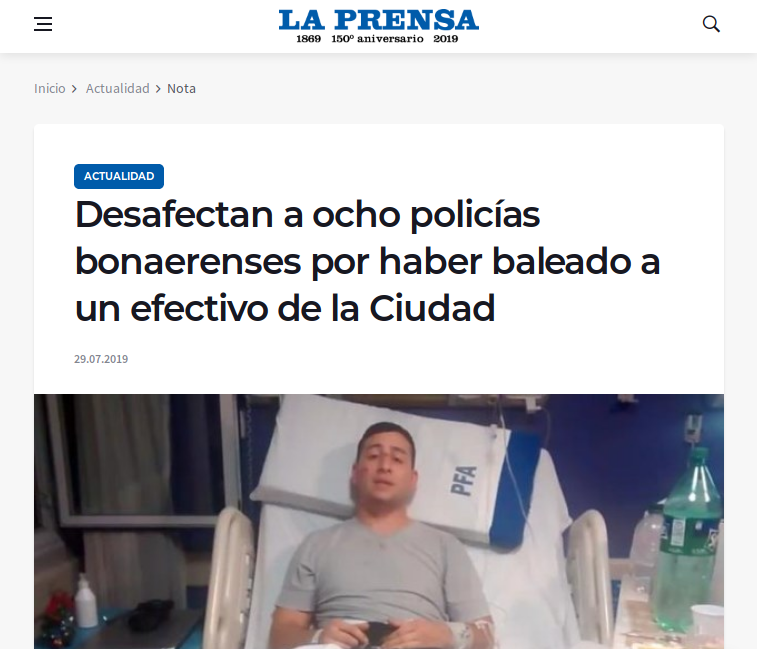 LA PRENSA
1869 150º aniversario 2019
Inicio > Actualidad > Nota
ACTUALIDAD
Desafectan a ocho policías
bonaerenses por haber baleado a
un efectivo de la Ciudad
29.07.2019
PFA